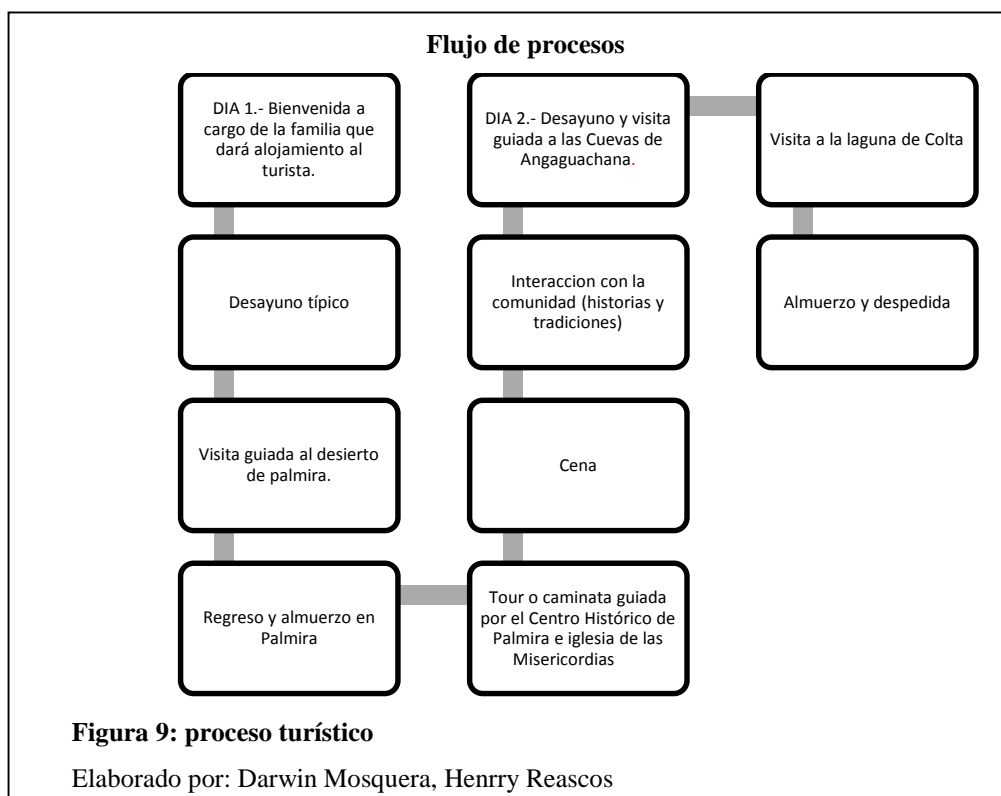 Flujo de procesos
DIA 1.- Bienvenida a
cargo de la familia que
dará alojamiento al
turista.
Desayuno típico
Visita guiada al desierto
de palmira.
Regreso y almuerzo en
Palmira
Tour o caminata guiada
por el Centro Histórico de
Palmira e iglesia de las
Misericordias
Cena
Interaccion con la
comunidad (historias y
tradiciones)
DIA 2.- Desayuno y visita
guiada a las Cuevas de
Angaguachana.
Visita a la laguna de Colta
Almuerzo y despedida
Figura 9: proceso turístico
Elaborado por: Darwin Mosquera, Henrry Reascos